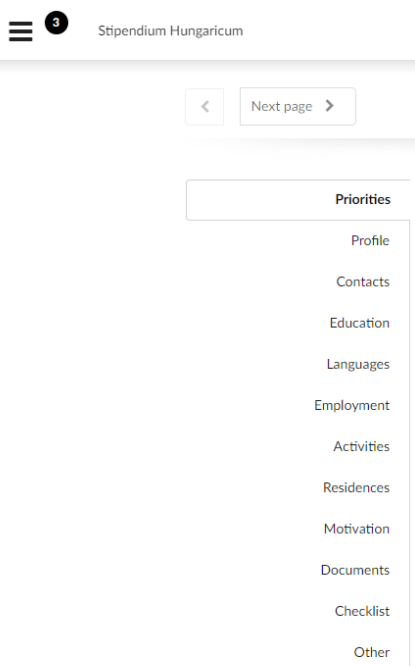 3
Stipendium Hungaricum
Next page
Priorities
Profile
Contacts
Education
Languages
Employment
Activities
Residences
Motivation
Documents
Checklist
Other